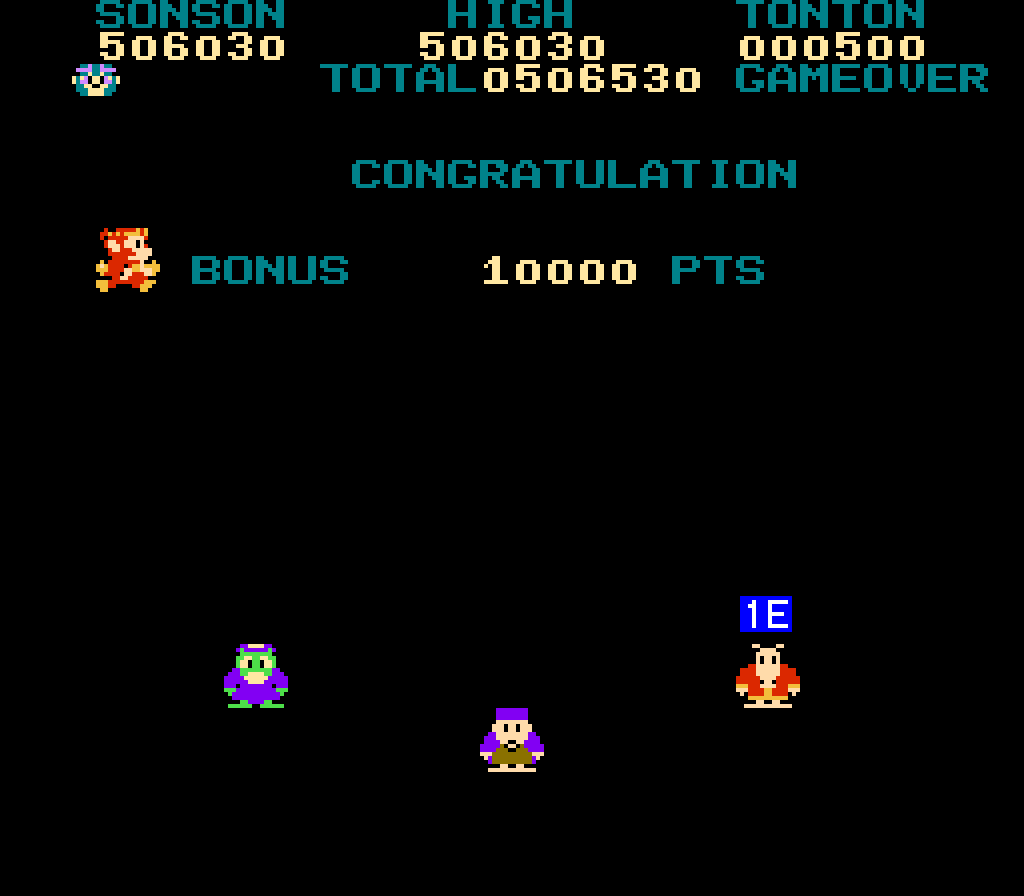 SONSON HIGH TONTON
506030 506030 000500
TOTAL 0506530 GAMEOVER
CONGRATULATION
BONUS 10000 PTS
1E